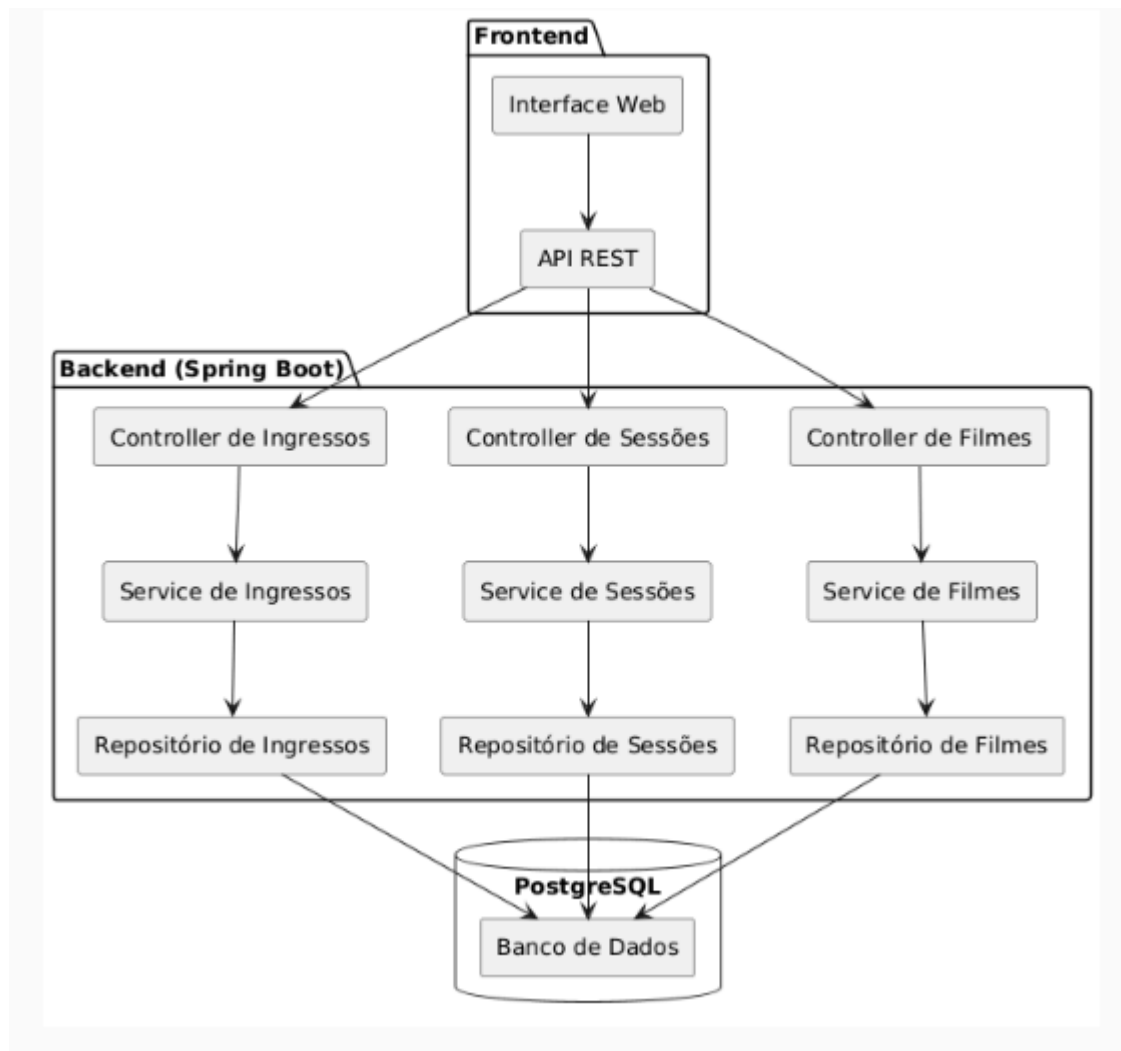 Frontend
Interface Web
API REST
Backend (Spring Boot)
Controller de Ingressos
Controller de Sessões
Controller de Filmes
Service de Ingressos
Service de Sessões
Service de Filmes
Repositório de Ingressos
Repositório de Sessões
Repositório de Filmes
PostgreSQL
Banco de Dados